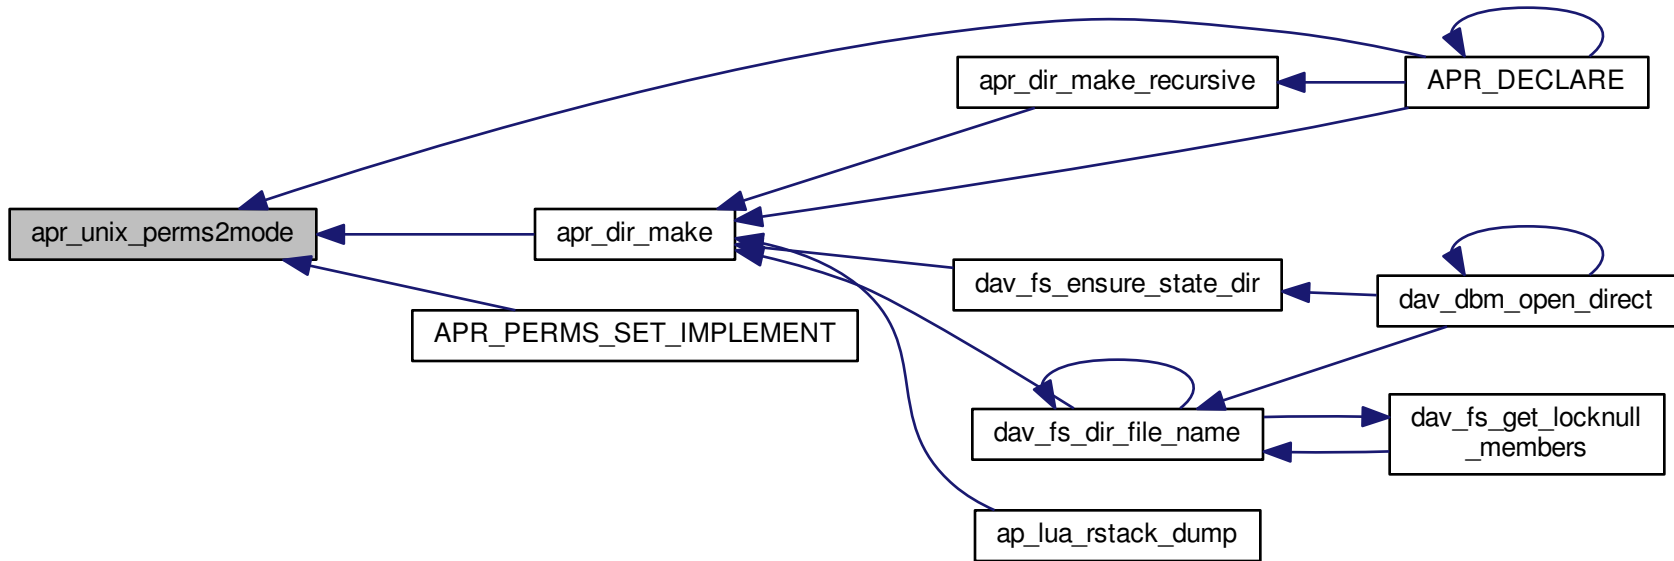 apr_unix_perms2mode
apr_dir_make
APR_PERMS_SET_IMPLEMENT
apr_dir_make_recursive
APR_DECLARE
dav_fs_ensure_state_dir
dav_dbm_open_direct
dav_fs_dir_file_name
dav_fs_get_locknull
_members
ap_lua_rstack_dump